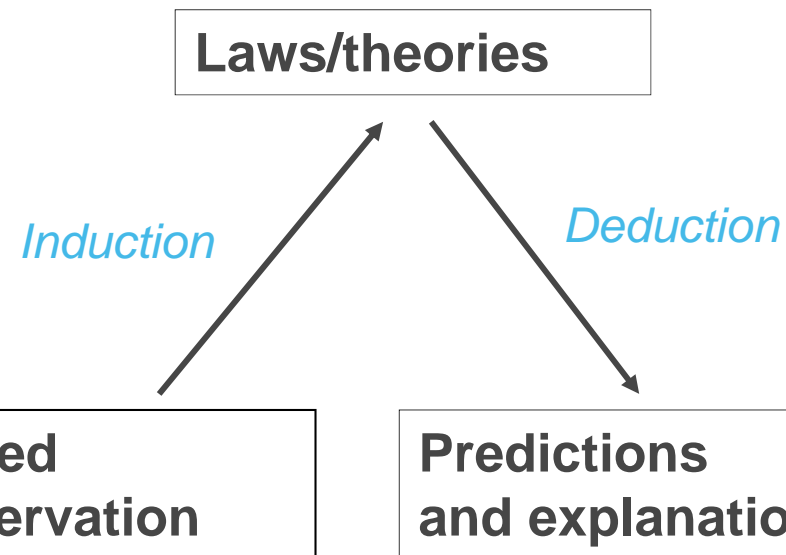 Laws/theories
Induction
Deduction
ed
ervation
Predictions
and explanatio